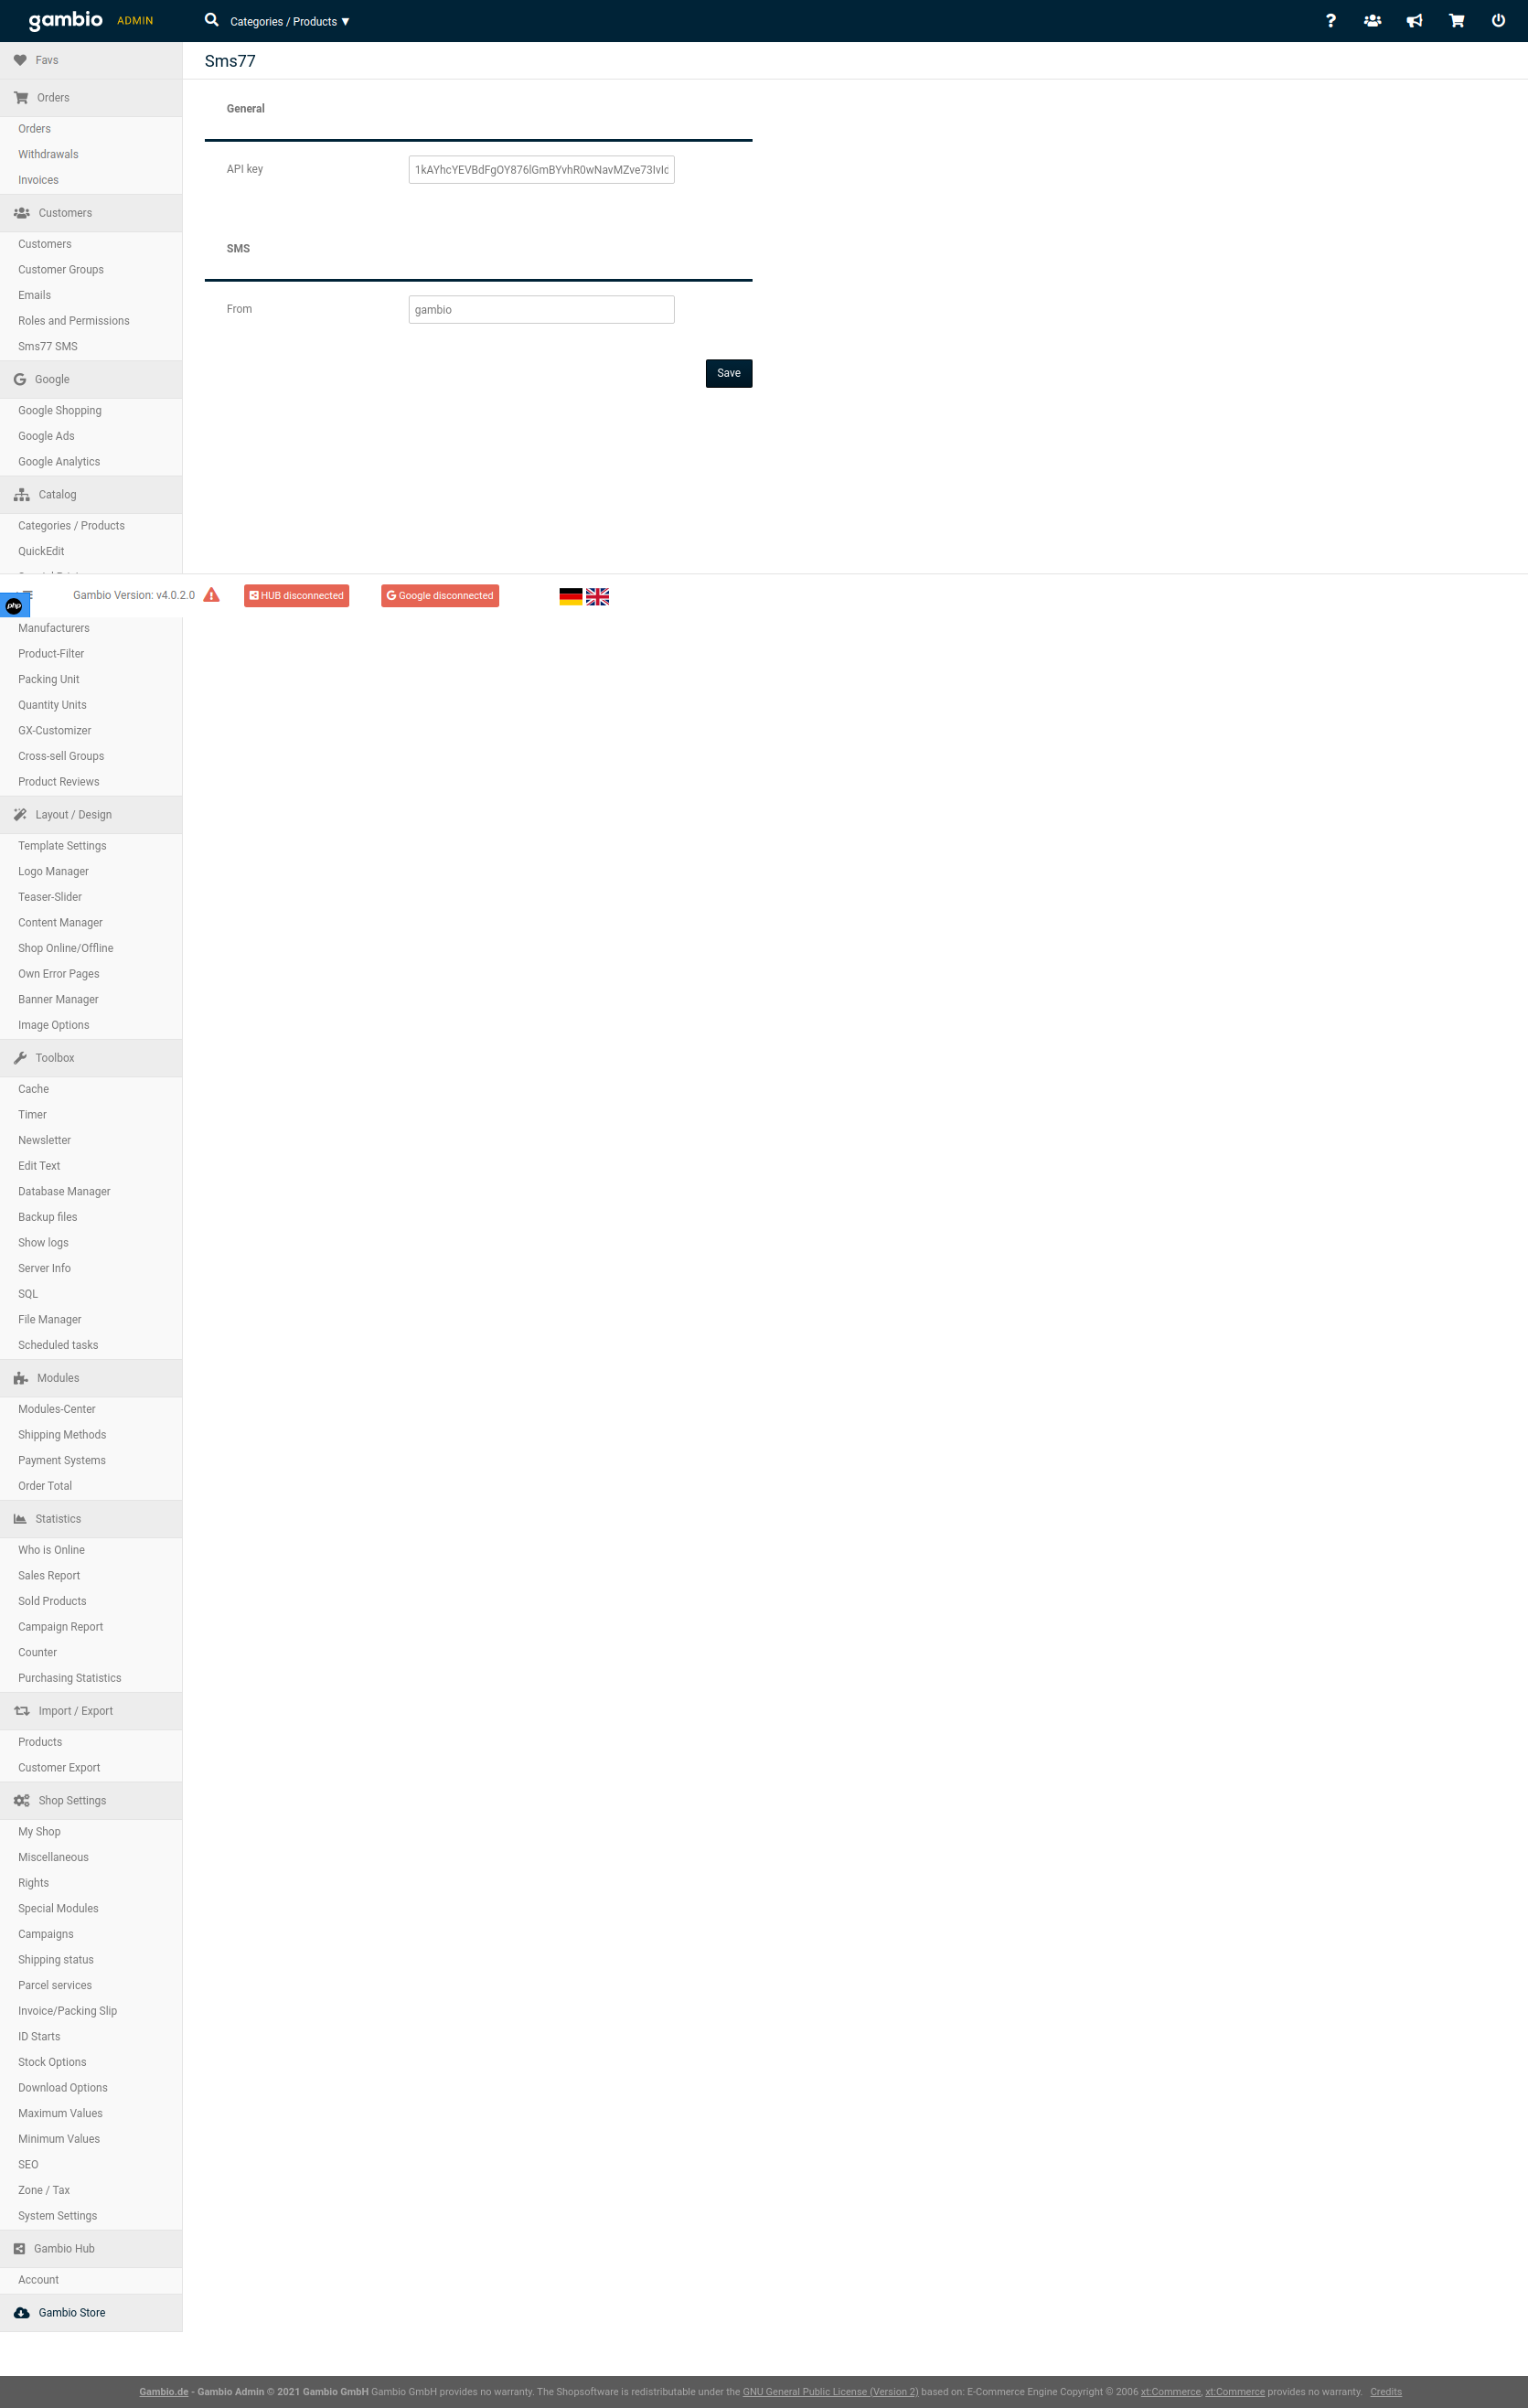 gambio ADMIN Categories / Products ▼
Favs
Sms77
Orders
Orders
Withdrawals
Invoices
Customers
Customers
Customer Groups
Emails
Roles and Permissions
Sms77 SMS
Google
Google Shopping
Google Ads
Google Analytics
Catalog
Categories / Products
QuickEdit
General
API key
SMS
From
gambio
Save
php
Gambio Version: v4.0.2.0
HUB disconnected
Google disconnected
Manufacturers
Product-Filter
Packing Unit
Quantity Units
GX-Customizer
Cross-sell Groups
Product Reviews
Layout / Design
Template Settings
Logo Manager
Teaser-Slider
Content Manager
Shop Online/Offline
Own Error Pages
Banner Manager
Image Options
Toolbox
Cache
Timer
Newsletter
Edit Text
Database Manager
Backup files
Show logs
Server Info
SQL
File Manager
Scheduled tasks
Modules
Modules-Center
Shipping Methods
Payment Systems
Order Total
Statistics
Who is Online
Sales Report
Sold Products
Campaign Report
Counter
Purchasing Statistics
Import / Export
Products
Customer Export
Shop Settings
My Shop
Miscellaneous
Rights
Special Modules
Campaigns
Shipping status
Parcel services
Invoice/Packing Slip
ID Starts
Stock Options
Download Options
Maximum Values
Minimum Values
SEO
Zone / Tax
System Settings
Gambio Hub
Account
Gambio Store
Gambio.de - Gambio Admin © 2021 Gambio GmbH Gambio GmbH provides no warranty. The Shopsoftware is redistributable under the GNU General Public License (Version 2) based on: E-Commerce Engine Copyright © 2006 xt:Commerce, xt:Commerce provides no warranty. Credits